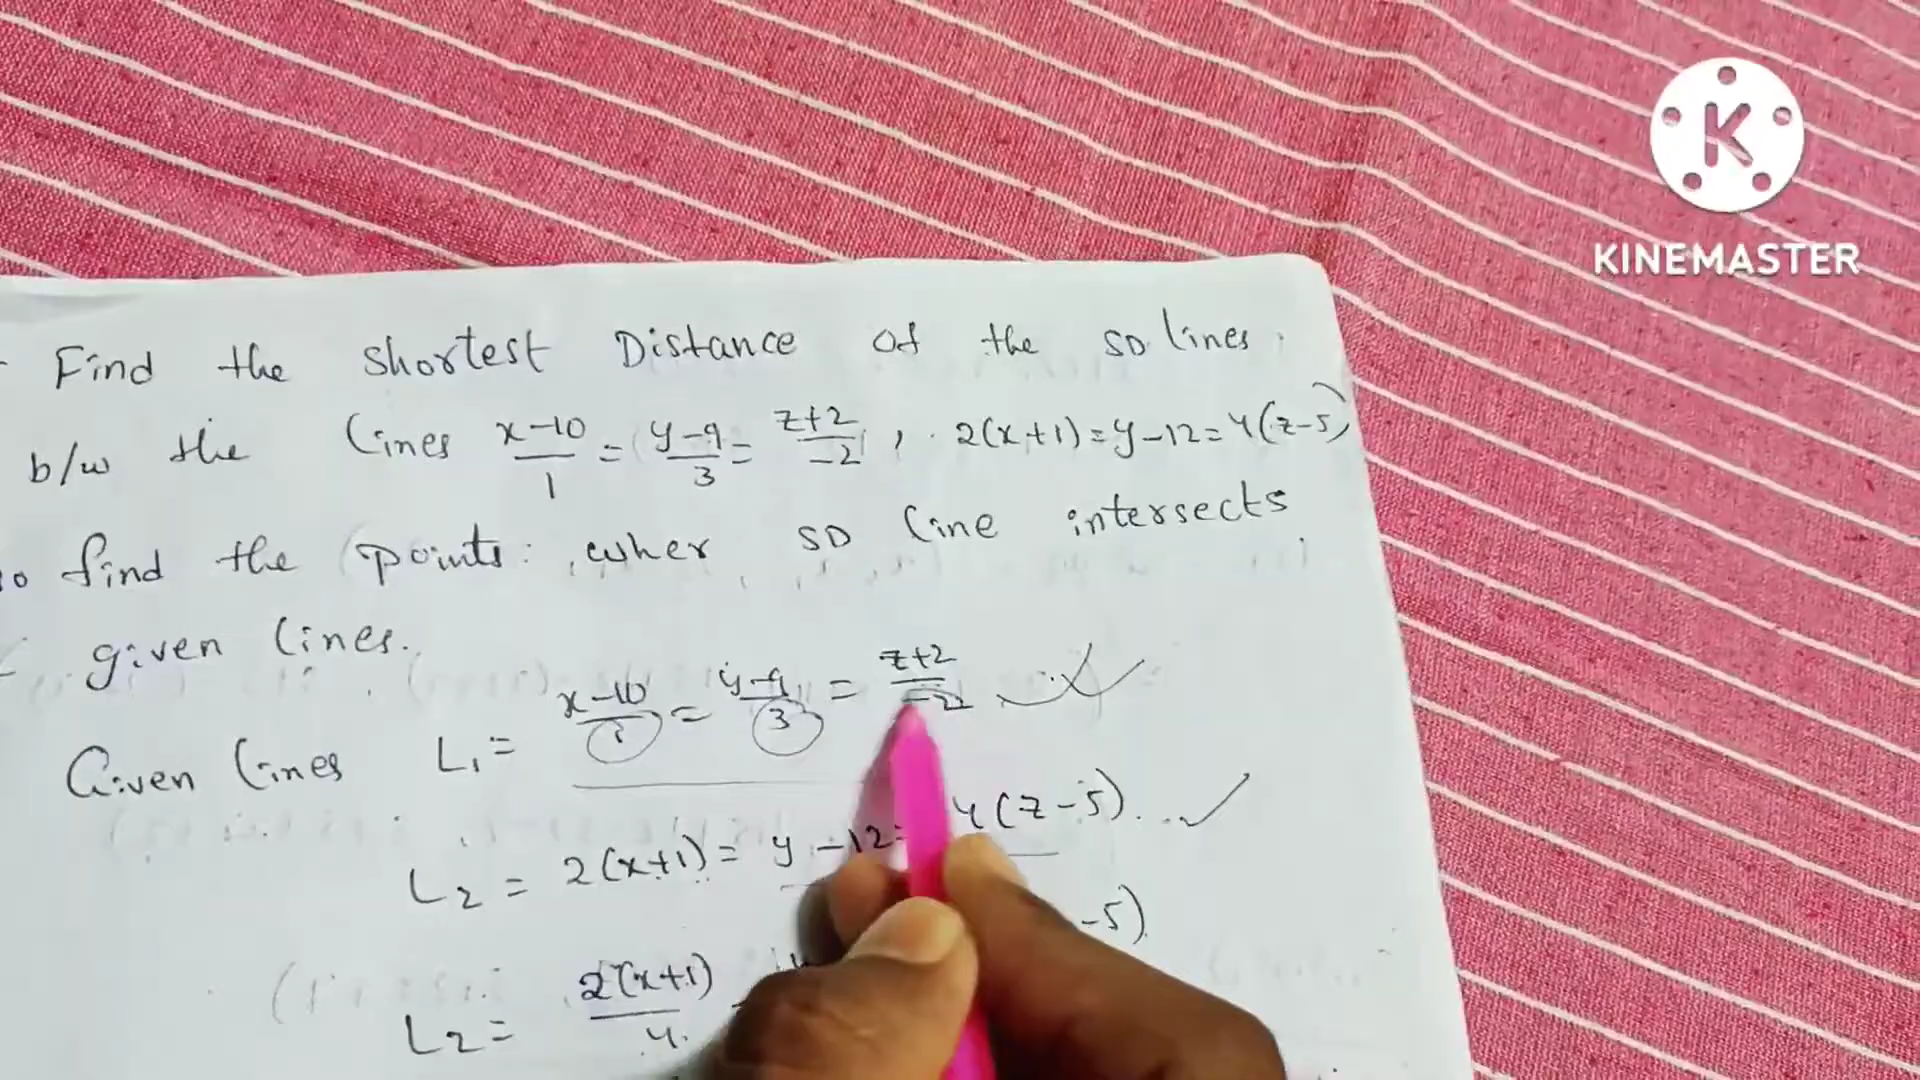 Find the shortest Distance of the SD lines.
b/w the lines x-10/1 = y-9/3 = z+2/-2, 2(x+1)=y-12=4(z-5)
so find the points: wher SD line intersects
given lines.
Given lines L1 = x-10/1 = y-9/3 = z+2/-2
L2 = 2(x+1) = y-12= 4(z-5).
-5)
L2 = 2(x+1)/4
KINEMASTER